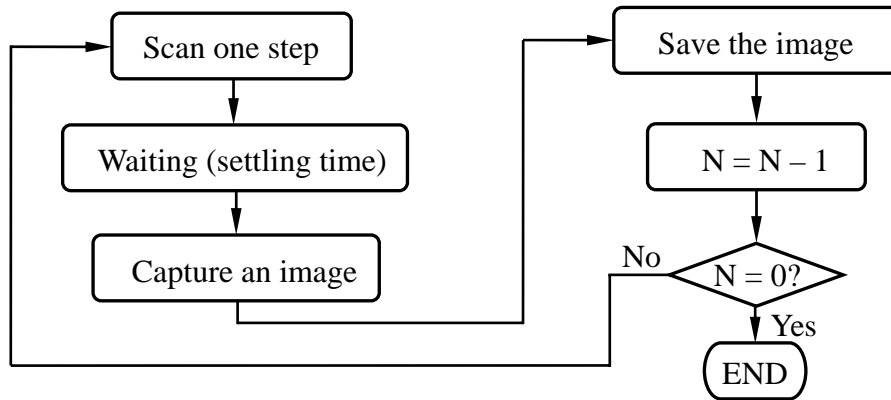 Scan one step
Waiting (settling time)
Capture an image
Save the image
N = N – 1
N = 0?
No
Yes
END